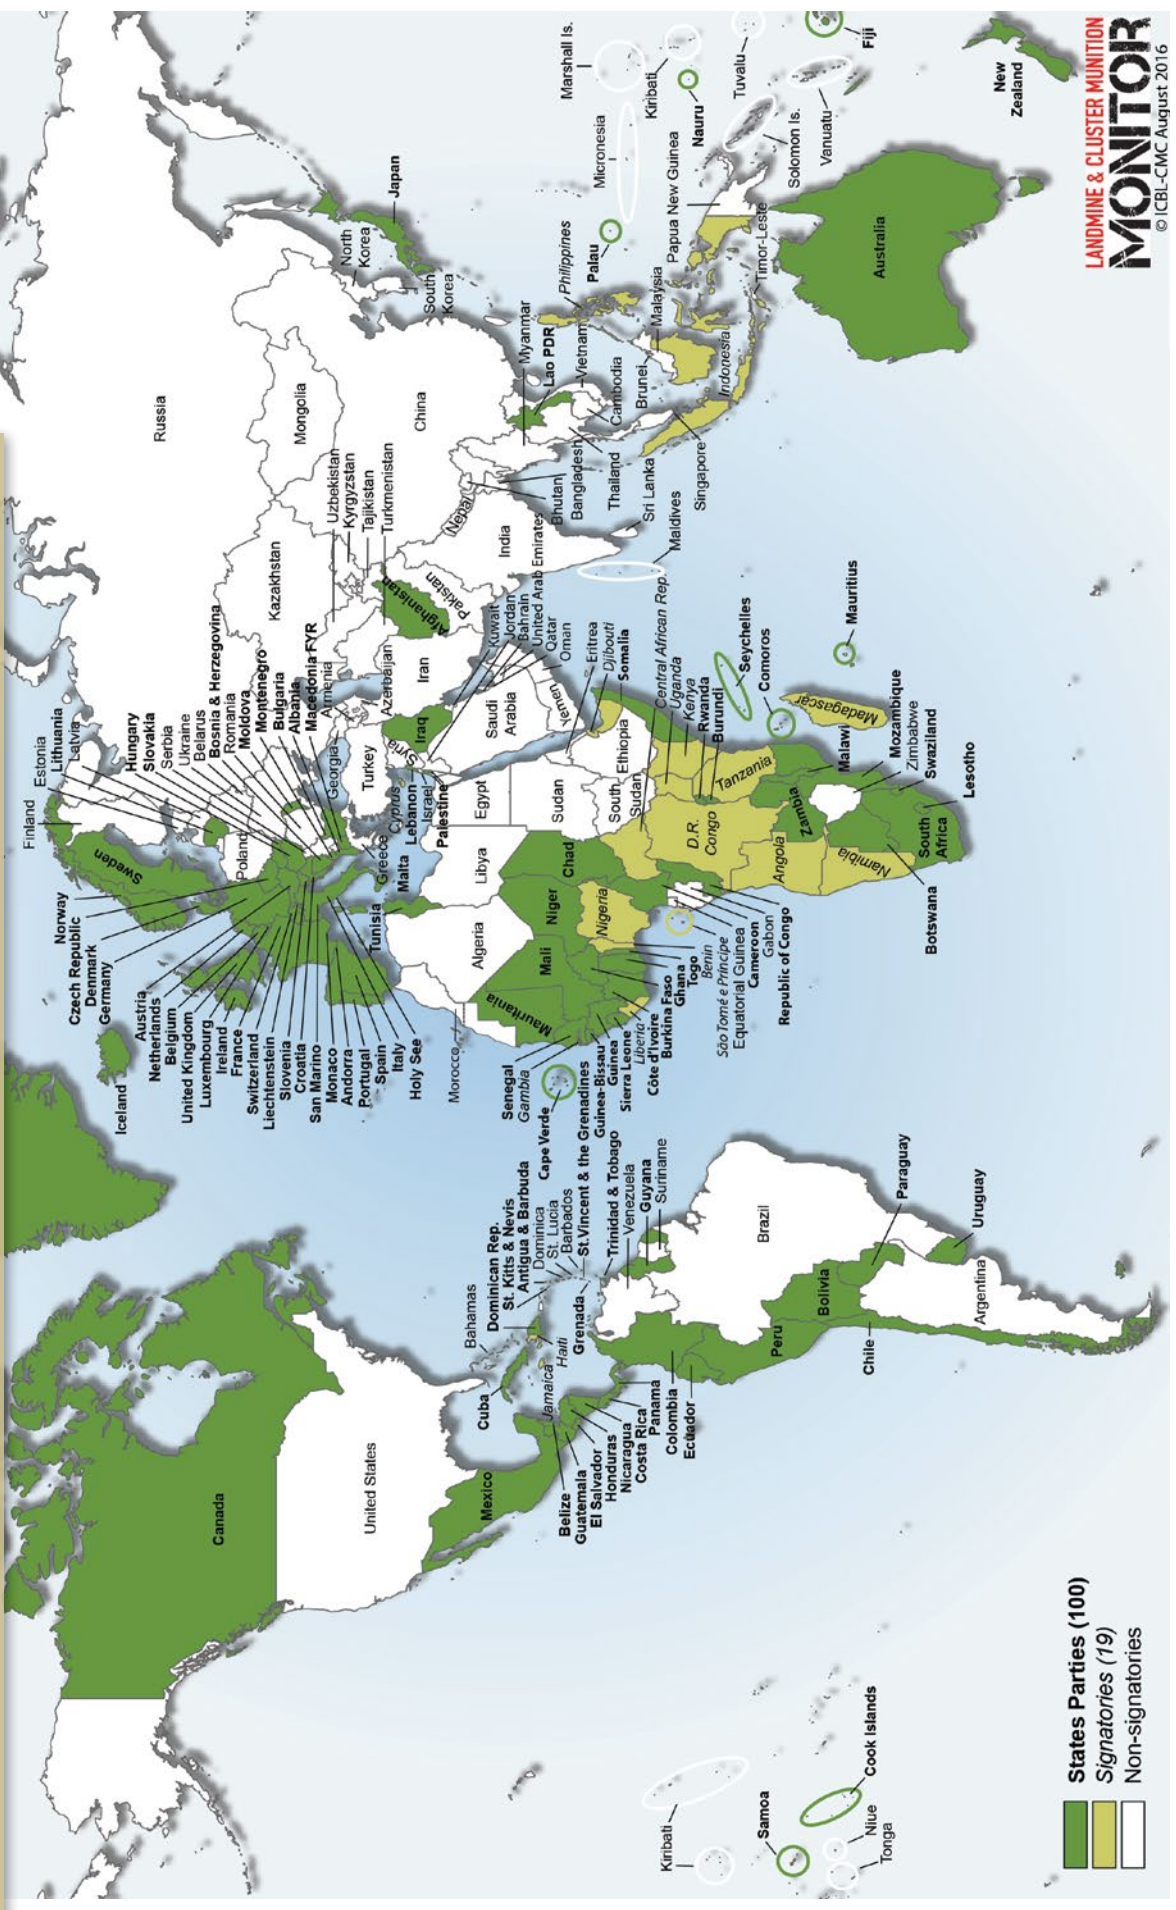 Russia
Mongolia
China
Kazakhstan
North
Korea
South
Korea
Japan
Uzbekistan
Kyrgyzstan
Tajikistan
Turkmenistan
Afghanistan
Pakistan
Nepal
India
Bhutan
Bangladesh
Myanmar
Lao PDR
Vietnam
Cambodia
Thailand
Sri Lanka
Maldives
Singapore
Brunei
Malaysia
Indonesia
Philippines
Palau
Micronesia
Marshall Is.
Kiribati
Nauru
Tuvalu
Papua New Guinea
Solomon Is.
Vanuatu
Fiji
Timor-Leste
Australia
New
Zealand
Finland
Estonia
Lithuania
Latvia
Hungary
Slovakia
Serbia
Ukraine
Belarus
Bosnia & Herzegovina
Romania
Moldova
Montenegro
Bulgaria
Albania
Macedonia FYR
Armenia
Georgia
Azerbaijan
Turkey
Iran
Iraq
Syria
Cyprus
Lebanon
Israel
Palestine
Kuwait
Jordan
Bahrain
United Arab Emirates
Qatar
Oman
Saudi
Arabia
Yemen
Sweden
Poland
Greece
Malta
Tunisia
Norway
Czech Republic
Denmark
Germany
Austria
Netherlands
Belgium
United Kingdom
Luxembourg
Ireland
France
Switzerland
Liechtenstein
Slovenia
Croatia
San Marino
Monaco
Andorra
Portugal
Spain
Italy
Holy See
Iceland
Morocco
Algeria
Libya
Egypt
Mauritania
Mali
Niger
Chad
Sudan
South
Sudan
Ethiopia
Eritrea
Djibouti
Somalia
Central African Rep.
Uganda
Kenya
Rwanda
Burundi
Seychelles
Comoros
Mauritius
Madagascar
Tanzania
D.R.
Congo
Nigeria
Angola
Zambia
Malawi
Mozambique
Zimbabwe
Swaziland
Lesotho
South
Africa
Namibia
Botswana
Senegal
Gambia
Cape Verde
Guinea-Bissau
Guinea
Sierra Leone
Liberia
Côte d'Ivoire
Burkina Faso
Ghana
Togo
Benin
São Tomé e Príncipe
Equatorial Guinea
Cameroon
Gabon
Republic of Congo
Canada
United States
Mexico
Bahamas
Cuba
Jamaica
Haiti
Dominican Rep.
St. Kitts & Nevis
Antigua & Barbuda
Dominica
St. Lucia
Barbados
St.Vincent & the Grenadines
Grenada
Trinidad & Tobago
Venezuela
Guyana
Suriname
Belize
Guatemala
El Salvador
Honduras
Nicaragua
Costa Rica
Panama
Colombia
Ecuador
Peru
Brazil
Bolivia
Paraguay
Uruguay
Argentina
Chile
Kiribati
Samoa
Cook Islands
Niue
Tonga
States Parties (100)
Signatories (19)
Non-signatories
LANDMINE & CLUSTER MUNITION
MONITOR
© ICBL-CMC August 2016